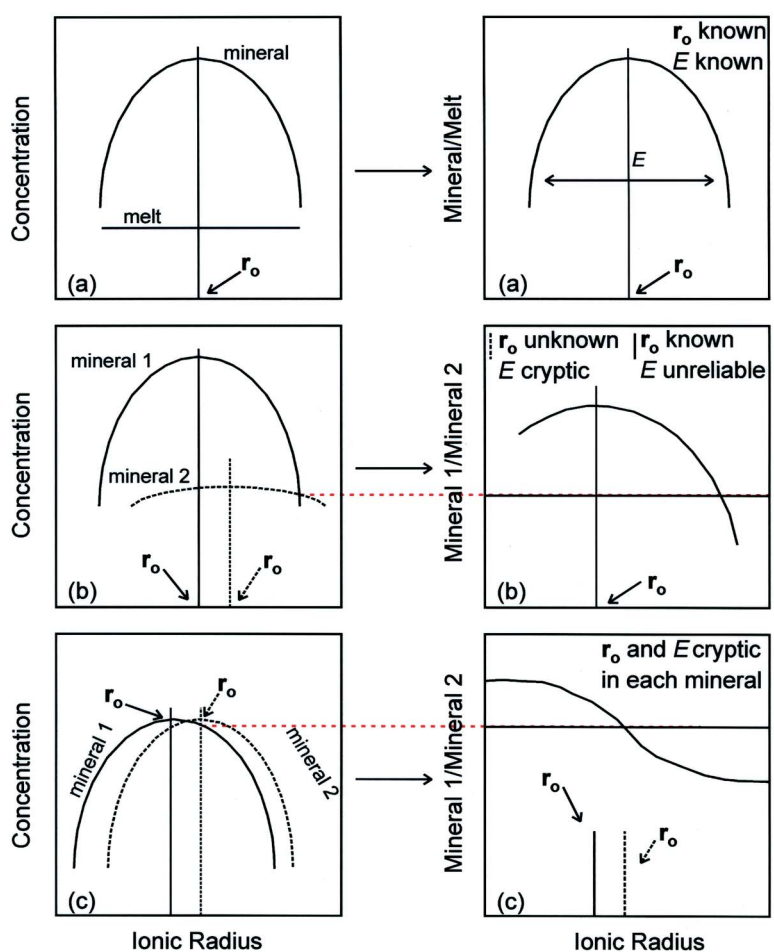 Concentration
mineral
melt
(a)
r₀
Mineral/Melt
r₀ known
E known
E
(a)
r₀
Concentration
mineral 1
mineral 2
r₀
r₀
(b)
Mineral 1/Mineral 2
r₀ unknown
E cryptic
r₀ known
E unreliable
r₀
(b)
Concentration
r₀
r₀
mineral 1
mineral 2
(c)
Ionic Radius
Mineral 1/Mineral 2
r₀ and E cryptic
in each mineral
r₀
r₀
(c)
Ionic Radius